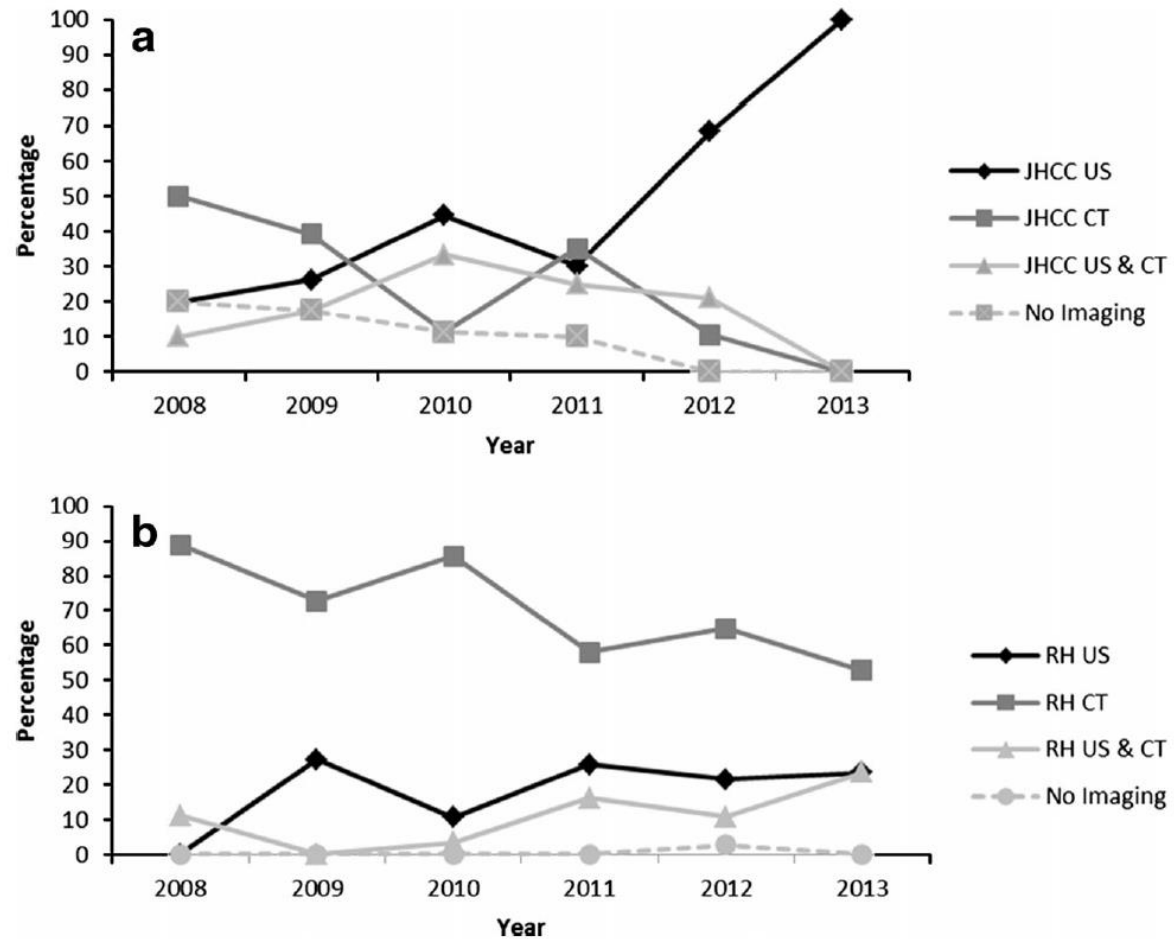 a
100
90
80
70
60
50
40
30
20
10
0
Percentage
2008 2009 2010 2011 2012 2013
Year
JHCC US
JHCC CT
JHCC US & CT
No Imaging
b
100
90
80
70
60
50
40
30
20
10
0
Percentage
2008 2009 2010 2011 2012 2013
Year
RH US
RH CT
RH US & CT
No Imaging